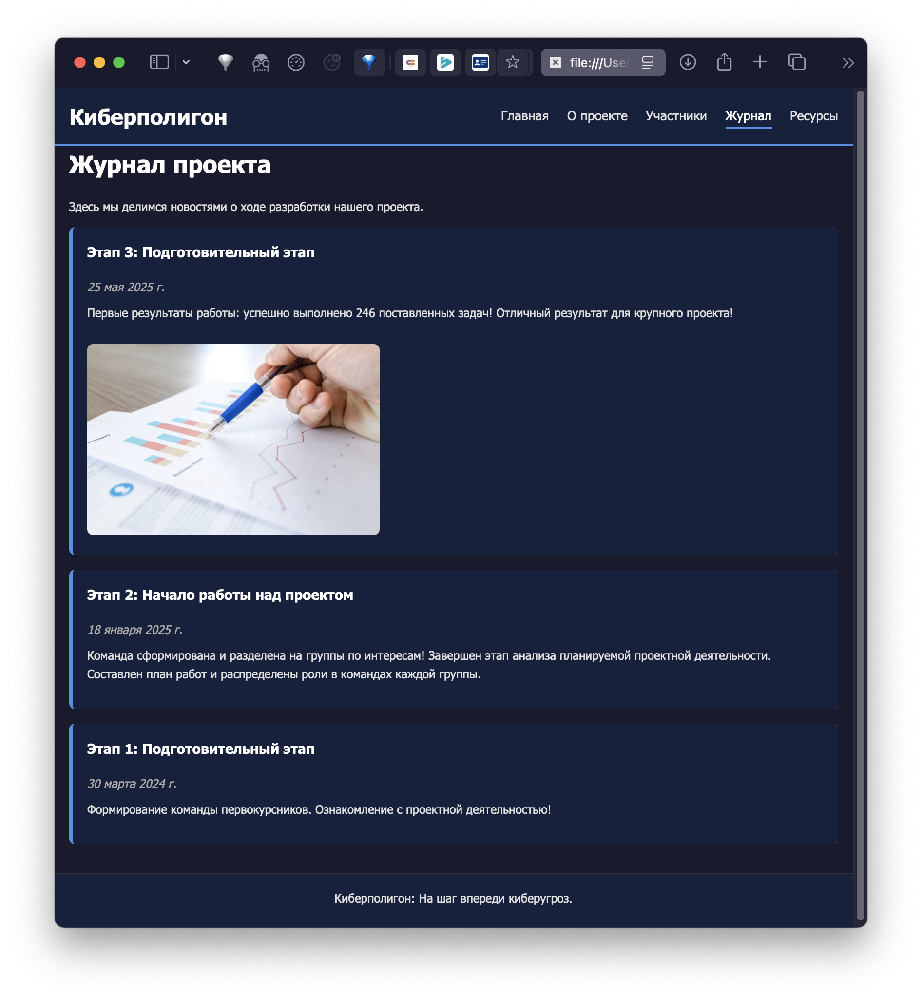 file:///User
Киберполигон
Главная О проекте Участники Журнал Ресурсы
Журнал проекта
Здесь мы делимся новостями о ходе разработки нашего проекта.
Этап 3: Подготовительный этап
25 мая 2025 г.
Первые результаты работы: успешно выполнено 246 поставленных задач! Отличный результат для крупного проекта!
company
Business Items
Этап 2: Начало работы над проектом
18 января 2025 г.
Команда сформирована и разделена на группы по интересам! Завершен этап анализа планируемой проектной деятельности.
Составлен план работ и распределены роли в командах каждой группы.
Этап 1: Подготовительный этап
30 марта 2024 г.
Формирование команды первокурсников. Ознакомление с проектной деятельностью!
Киберполигон: На шаг впереди киберугроз.